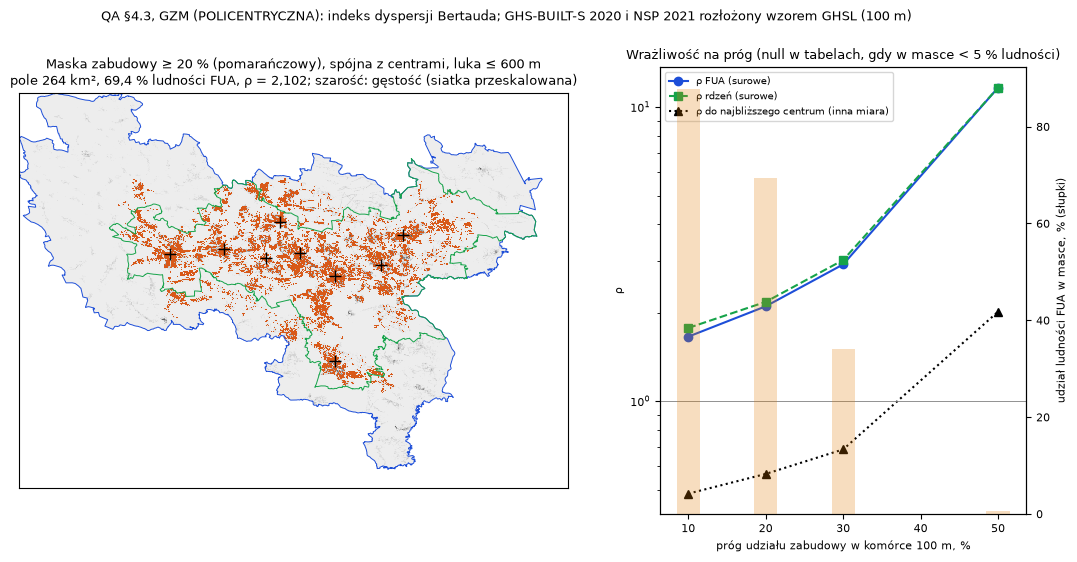 QA §4.3, GZM (POLICENTRYCZNA): indeks dyspersji Bertauda; GHS-BUILT-S 2020 i NSP 2021 rozłożony wzorem GHSL (100 m)
Maska zabudowy ≥ 20 % (pomarańczowy), spójna z centrami, luka ≤ 600 m
pole 264 km², 69,4 % ludności FUA, ρ = 2,102; szarość: gęstość (siatka przeskalowana)
Wrażliwość na próg (null w tabelach, gdy w masce < 5 % ludności)
ρ FUA (surowe)
ρ rdzeń (surowe)
ρ do najbliższego centrum (inna miara)
10¹
10⁰
ρ
80
60
40
20
0
udział ludności FUA w masce, % (słupki)
10
20
30
40
50
próg udziału zabudowy w komórce 100 m, %